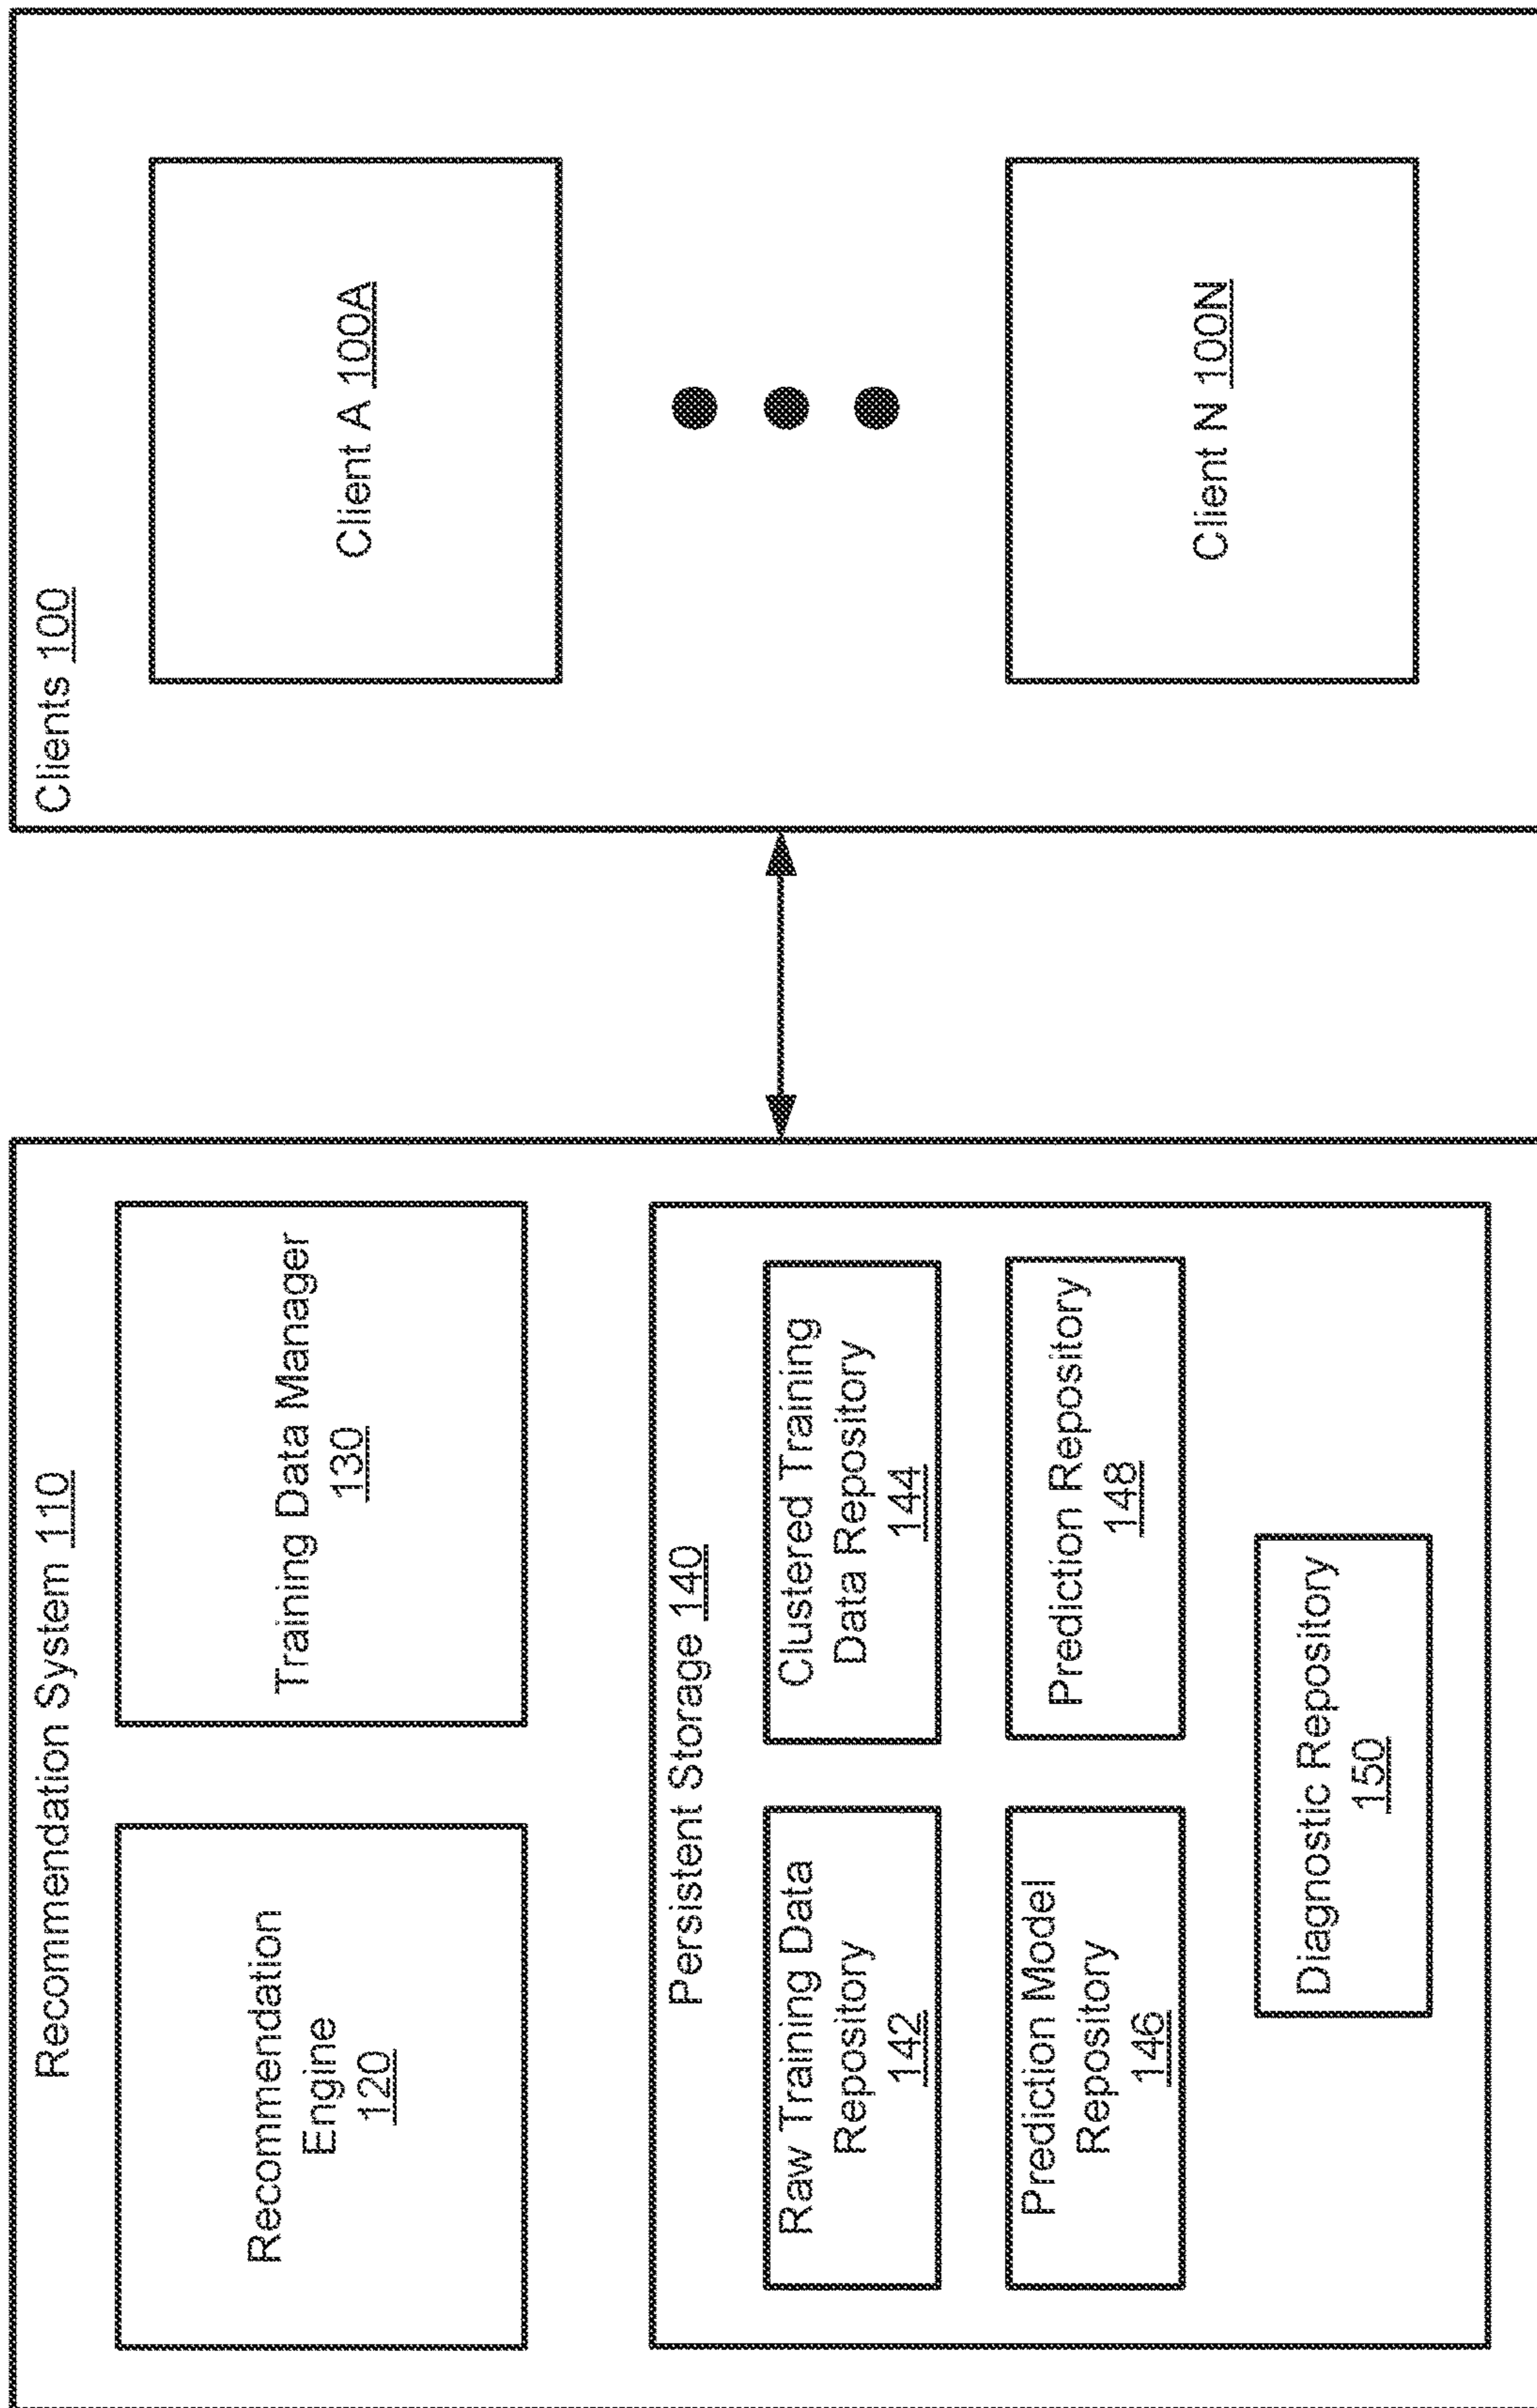 Recommendation System 110
Recommendation
Engine
120
Training Data Manager
130
Persistent Storage 140
Raw Training Data
Repository
142
Clustered Training
Data Repository
144
Prediction Model
Repository
146
Prediction Repository
148
Diagnostic Repository
150
Clients 100
Client A 100A
Client N 100N